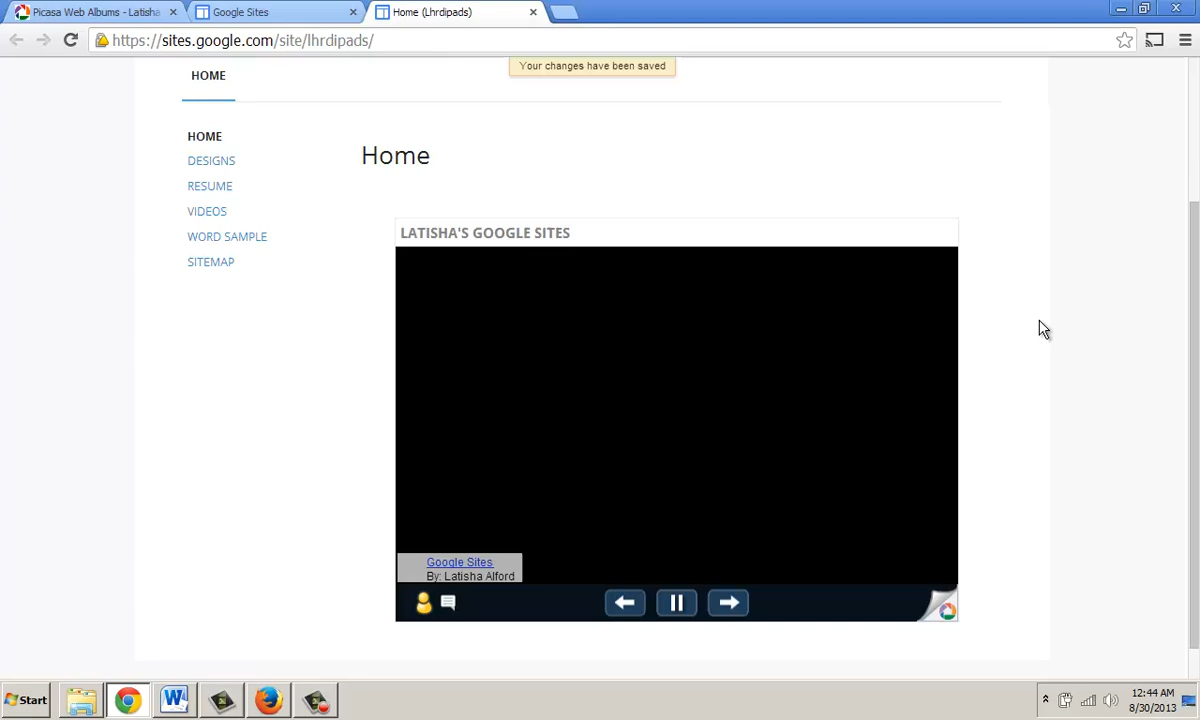 Picasa Web Albums - Latisha
Google Sites
Home (Lhrdipads)
https://sites.google.com/site/lhrdipads/
HOME
Your changes have been saved
HOME
DESIGNS
RESUME
VIDEOS
WORD SAMPLE
SITEMAP
Home
LATISHA'S GOOGLE SITES
Google Sites
By: Latisha Alford
Start
12:44 AM
8/30/2013